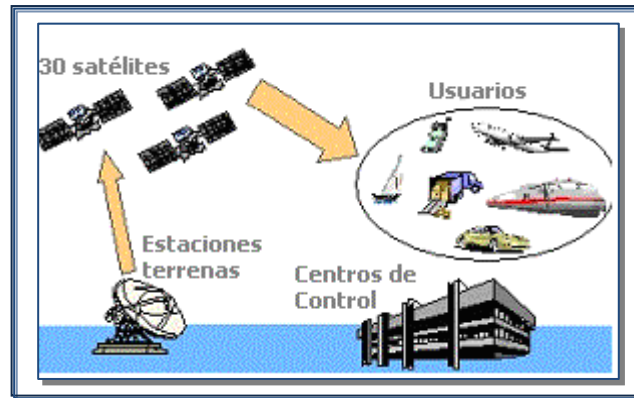 30 satélites
Usuarios
Estaciones
terrenas
Centros de
Control